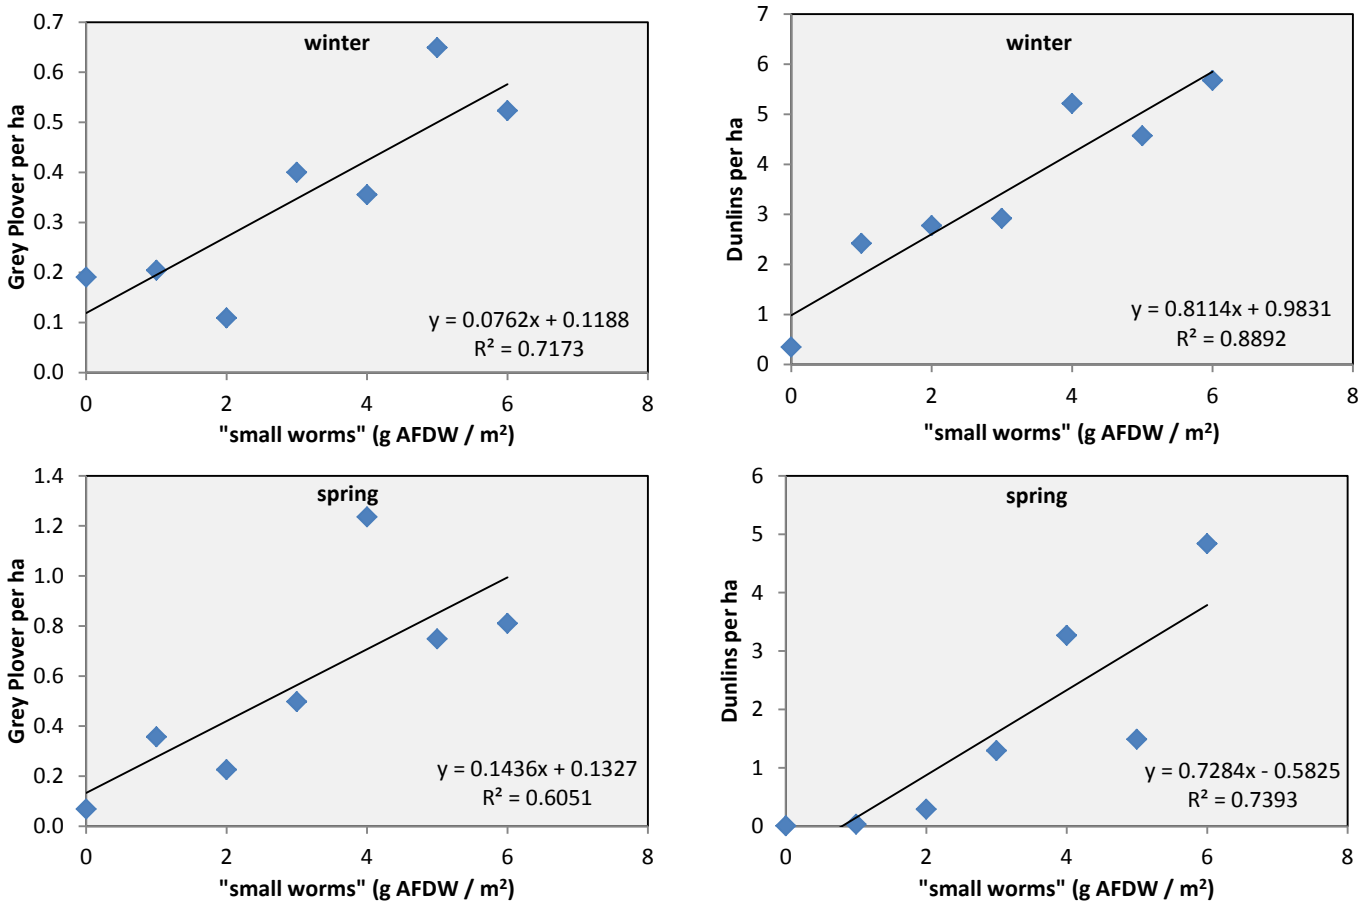 winter
Grey Plover per ha
0.7
0.6
0.5
0.4
0.3
0.2
0.1
0.0
y = 0.0762x + 0.1188
R² = 0.7173
0 2 4 6 8
"small worms" (g AFDW / m²)
winter
Dunlins per ha
7
6
5
4
3
2
1
0
y = 0.8114x + 0.9831
R² = 0.8892
0 2 4 6 8
"small worms" (g AFDW / m²)
spring
Grey Plover per ha
1.4
1.2
1.0
0.8
0.6
0.4
0.2
0.0
y = 0.1436x + 0.1327
R² = 0.6051
0 2 4 6 8
"small worms" (g AFDW / m²)
spring
Dunlins per ha
6
5
4
3
2
1
0
y = 0.7284x - 0.5825
R² = 0.7393
0 2 4 6 8
"small worms" (g AFDW / m²)